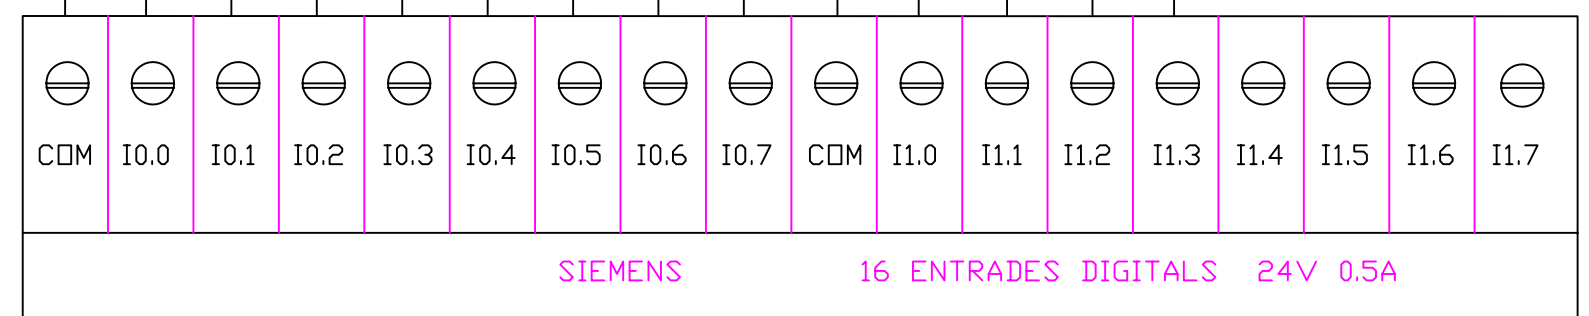 COM I0.0 I0.1 I0.2 I0.3 I0.4 I0.5 I0.6 I0.7 COM I1.0 I1.1 I1.2 I1.3 I1.4 I1.5 I1.6 I1.7
SIEMENS 16 ENTRADES DIGITALS 24V 0.5A